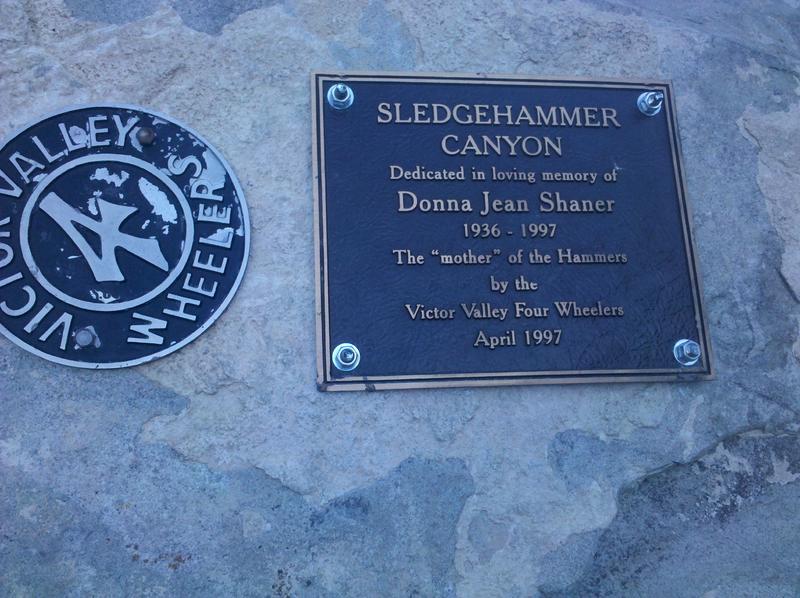 VICTOR VALLEY
4
WHEELERS
SLEDGEHAMMER
CANYON
Dedicated in loving memory of
Donna Jean Shaner
1936 - 1997
The "mother" of the Hammers
by the
Victor Valley Four Wheelers
April 1997